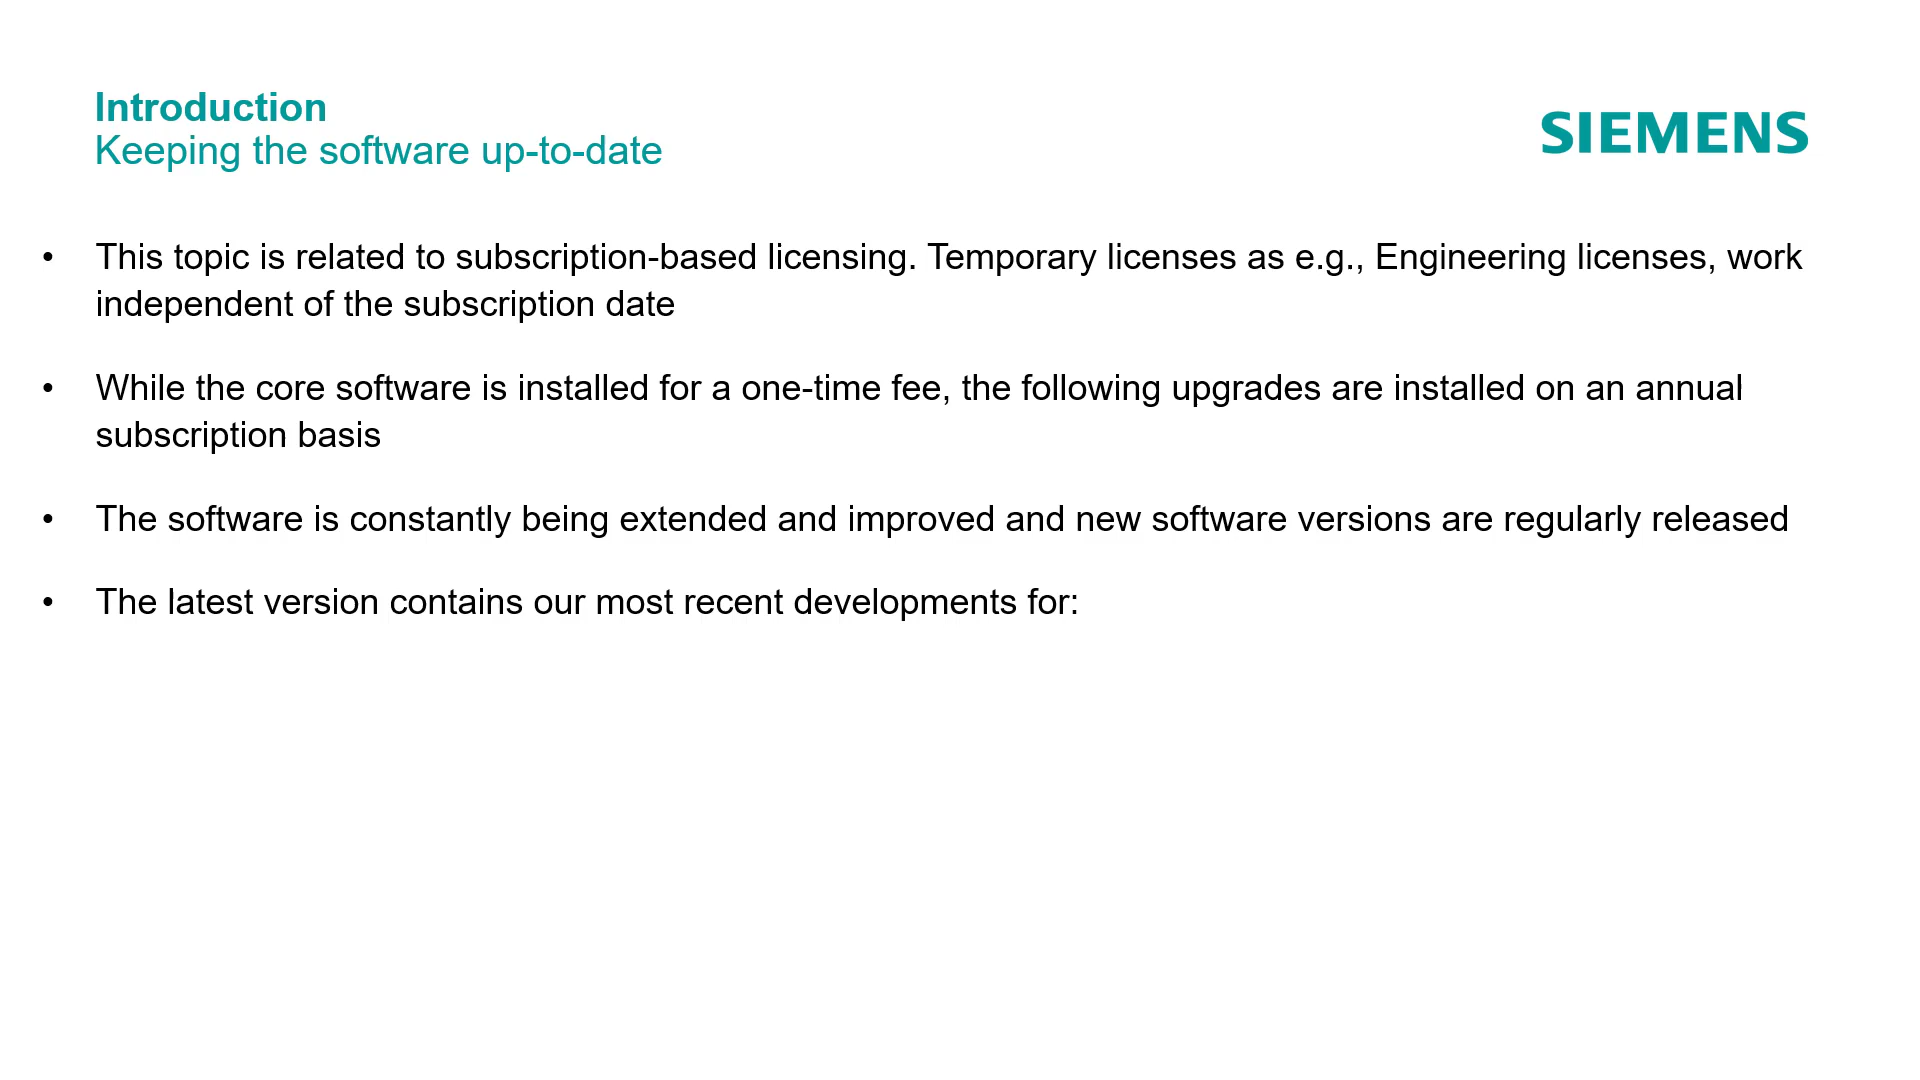 Introduction
Keeping the software up-to-date
SIEMENS
• This topic is related to subscription-based licensing. Temporary licenses as e.g., Engineering licenses, work
independent of the subscription date
• While the core software is installed for a one-time fee, the following upgrades are installed on an annual
subscription basis
• The software is constantly being extended and improved and new software versions are regularly released
• The latest version contains our most recent developments for: